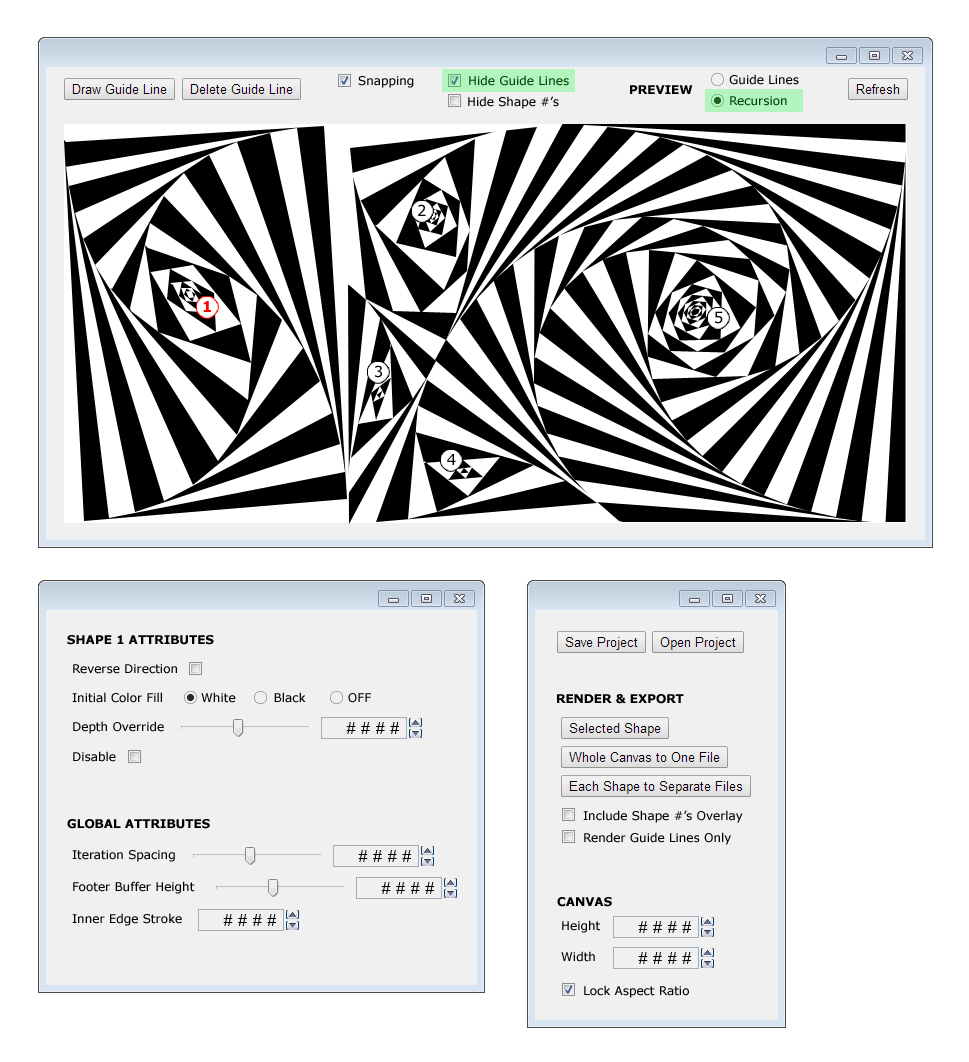 Draw Guide Line Delete Guide Line Snapping Hide Guide Lines PREVIEW Guide Lines Refresh
Hide Shape #'s Recursion
2
1
5
3
4
SHAPE 1 ATTRIBUTES
Reverse Direction
Initial Color Fill White Black OFF
Depth Override ####
Disable
GLOBAL ATTRIBUTES
Iteration Spacing ####
Footer Buffer Height ####
Inner Edge Stroke ####
Save Project Open Project
RENDER & EXPORT
Selected Shape
Whole Canvas to One File
Each Shape to Separate Files
Include Shape #'s Overlay
Render Guide Lines Only
CANVAS
Height ####
Width ####
Lock Aspect Ratio